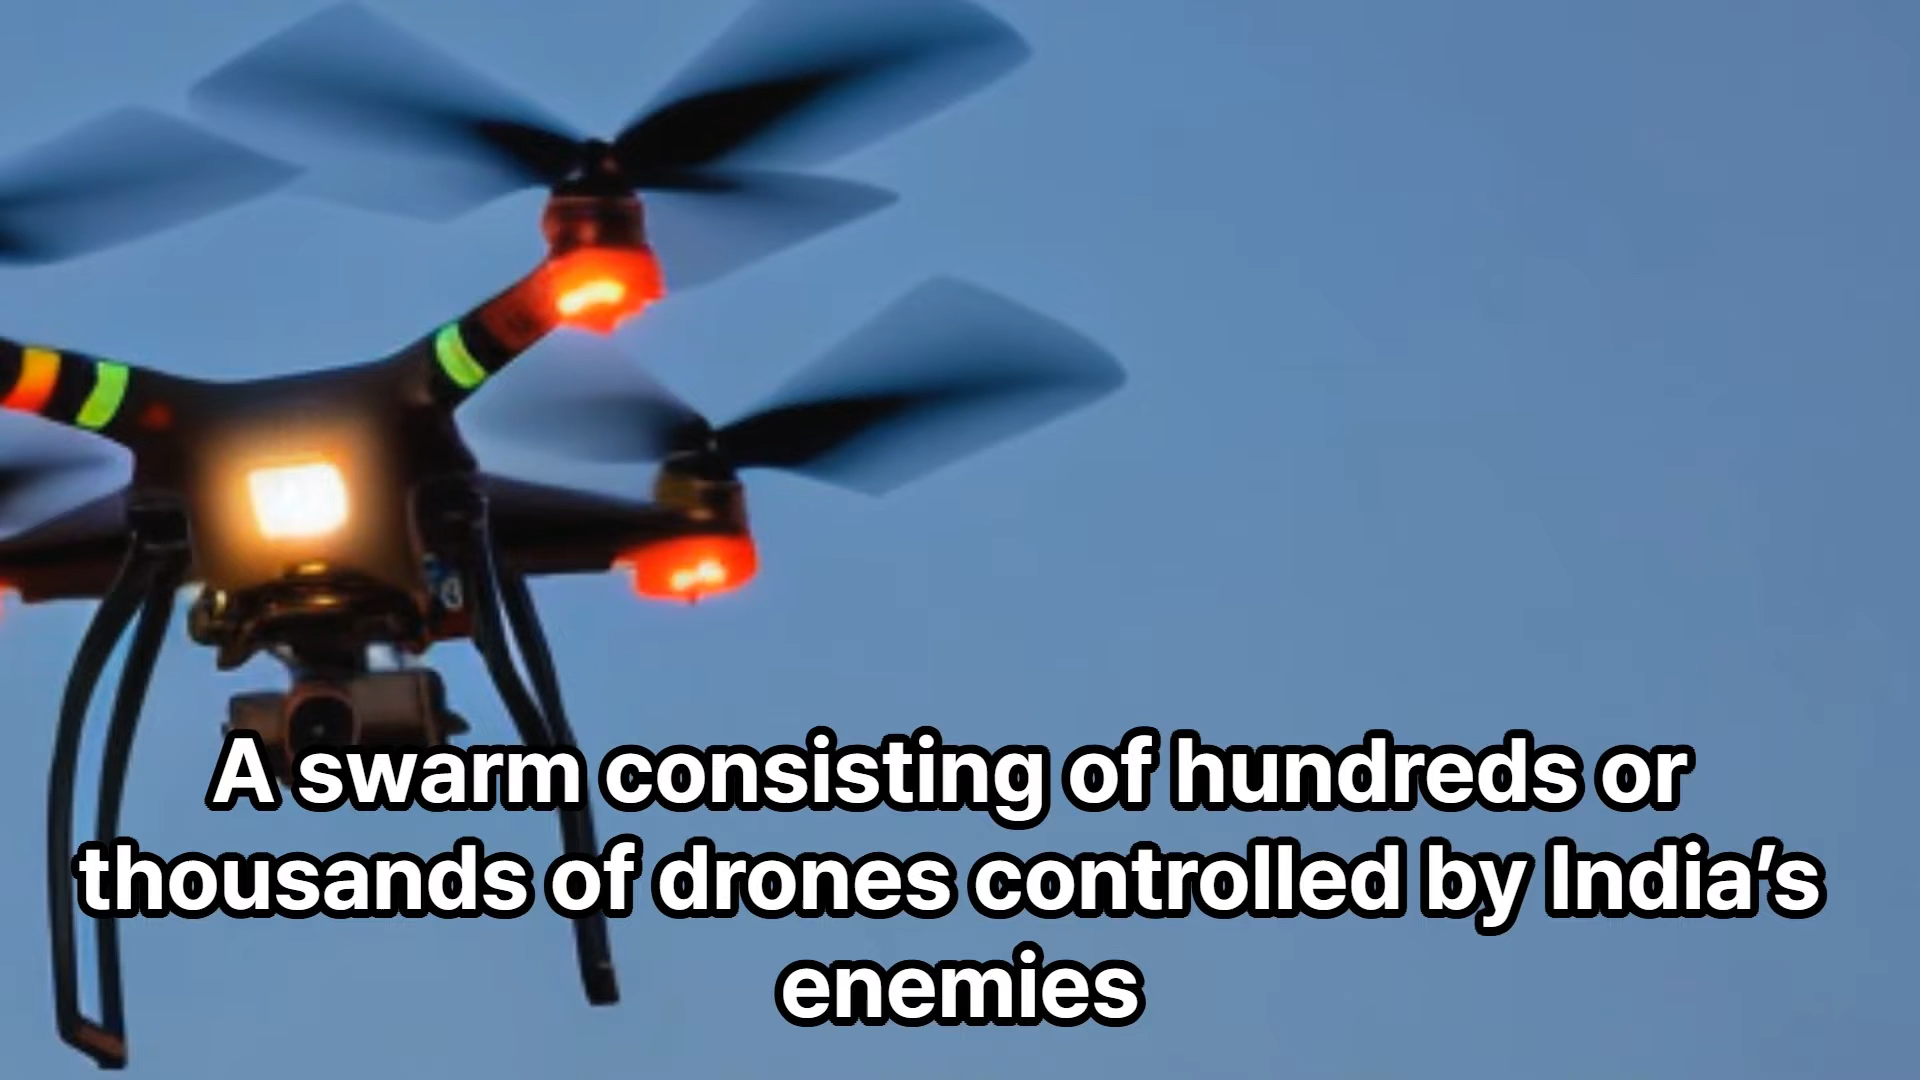 A swarm consisting of hundreds or
thousands of drones controlled by India’s
enemies